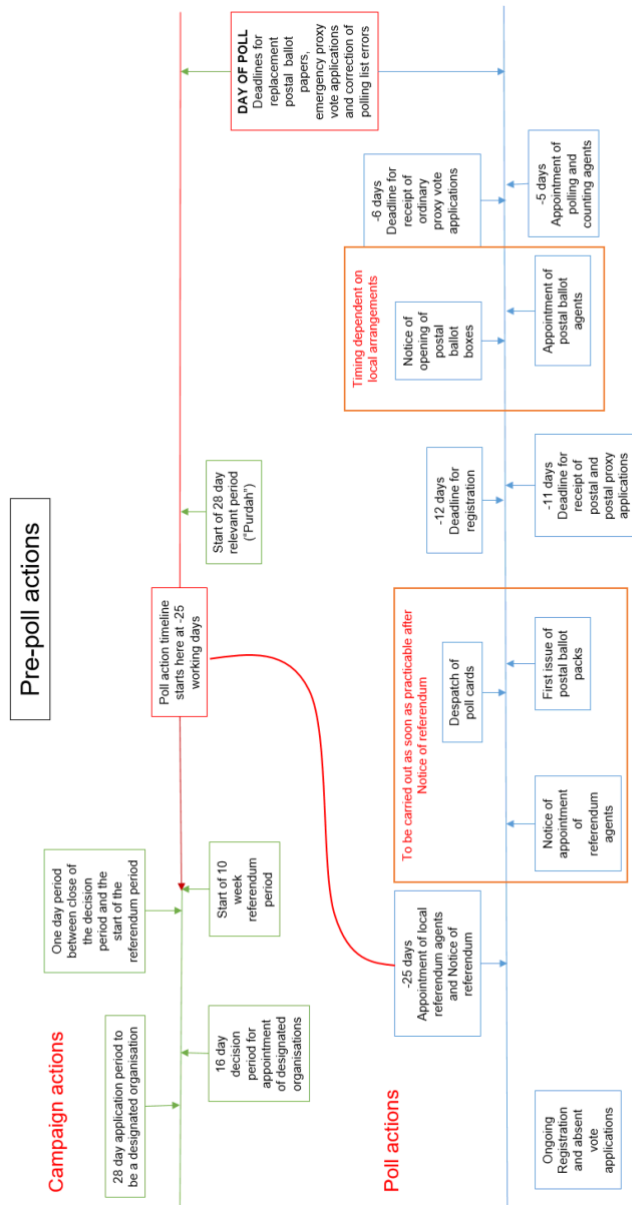 Pre-poll actions
Campaign actions
28 day application period to
be a designated organisation
16 day
decision
period for
appointment
of designated
organisations
One day period
between close of
the decision
period and the
start of the
referendum period
Start of 10
week
referendum
period
Poll action timeline
starts here at -25
working days
Start of 28 day
relevant period
("Purdah")
DAY OF POLL
Deadlines for
replacement
postal ballot
papers,
emergency proxy
vote applications
and correction of
polling list errors
Poll actions
Ongoing
Registration
and absent
vote
applications
-25 days
Appointment of local
referendum agents
and Notice of
referendum
To be carried out as soon as practicable after
Notice of referendum
Notice of
appointment
of
referendum
agents
Despatch of
poll cards
First issue of
postal ballot
packs
-12 days
Deadline for
registration
-11 days
Deadline for
receipt of
postal and
postal proxy
applications
Timing dependent on
local arrangements
Notice of
opening of
postal
ballot
boxes
Appointment of
postal ballot
agents
-6 days
Deadline for
receipt of
ordinary
proxy vote
applications
-5 days
Appointment of
polling and
counting agents